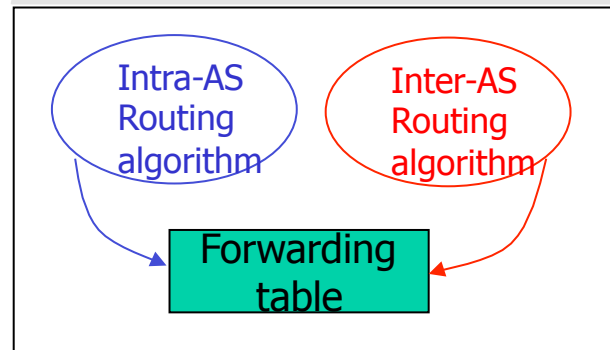 Intra-AS
Routing
algorithm
Inter-AS
Routing
algorithm
Forwarding
table